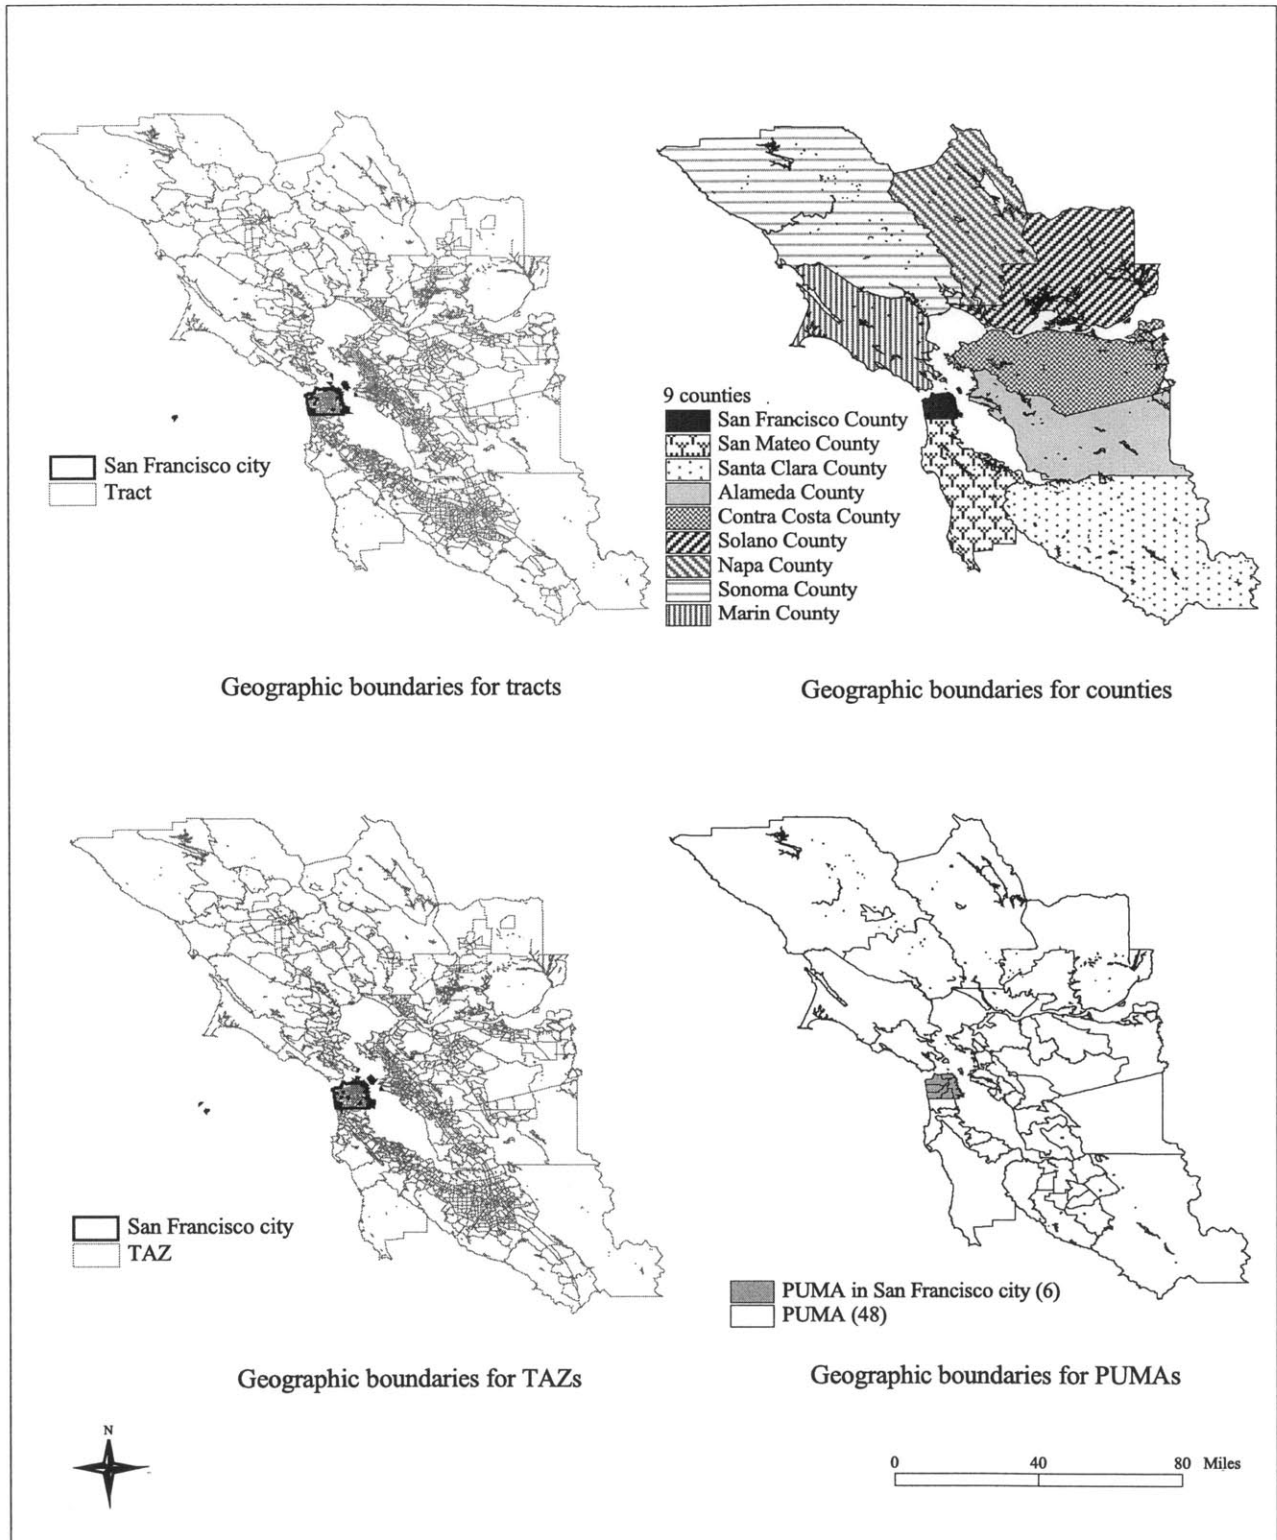 San Francisco city
Tract
Geographic boundaries for tracts
9 counties
San Francisco County
San Mateo County
Santa Clara County
Alameda County
Contra Costa County
Solano County
Napa County
Sonoma County
Marin County
Geographic boundaries for counties
San Francisco city
TAZ
Geographic boundaries for TAZs
PUMA in San Francisco city (6)
PUMA (48)
Geographic boundaries for PUMAs
N
0 40 80 Miles